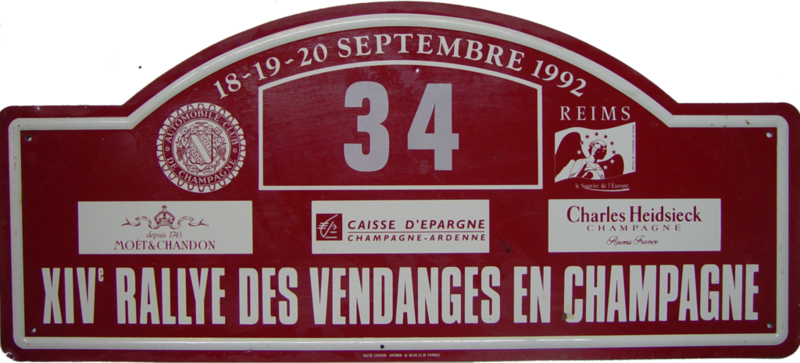 18-19-20 SEPTEMBRE 1992
34
AUTOMOBILE CLUB
DE CHAMPAGNE
REIMS
le Sourire de l'Europe
depuis 1743
MOËT & CHANDON
CAISSE D'EPARGNE
CHAMPAGNE-ARDENNE
Charles Heidsieck
CHAMPAGNE
Reims France
XIVe RALLYE DES VENDANGES EN CHAMPAGNE